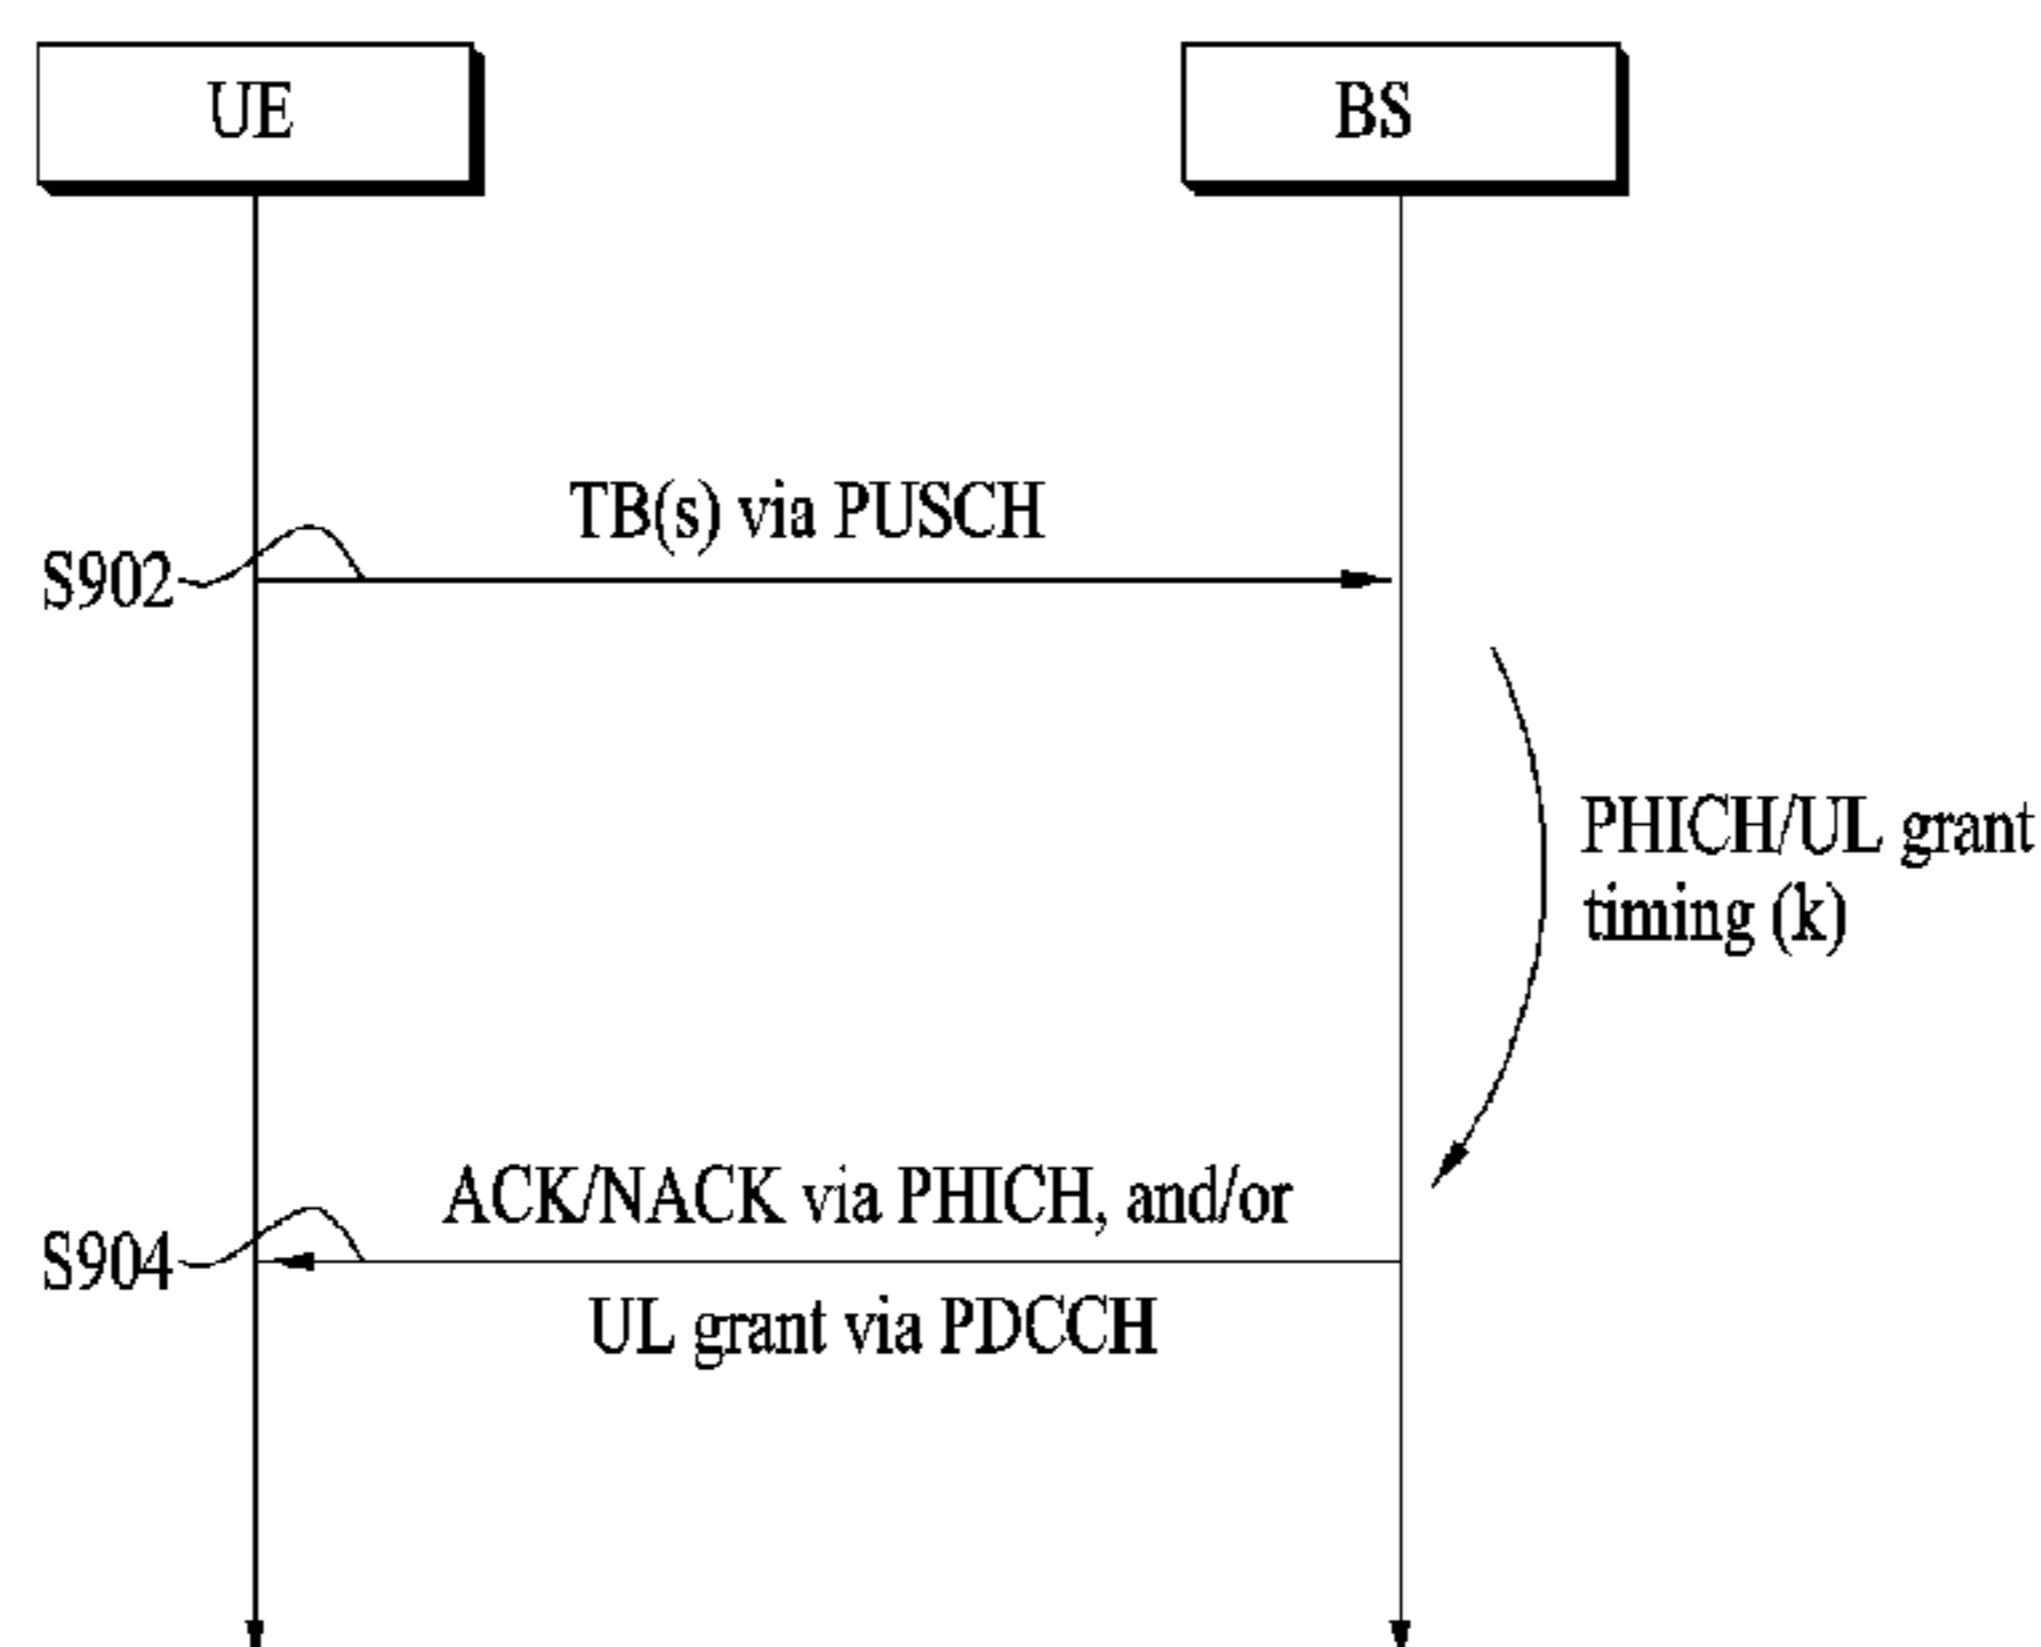 UE
BS
TB(s) via PUSCH
S902
PHICH/UL grant
timing (k)
ACK/NACK via PHICH, and/or
S904
UL grant via PDCCH